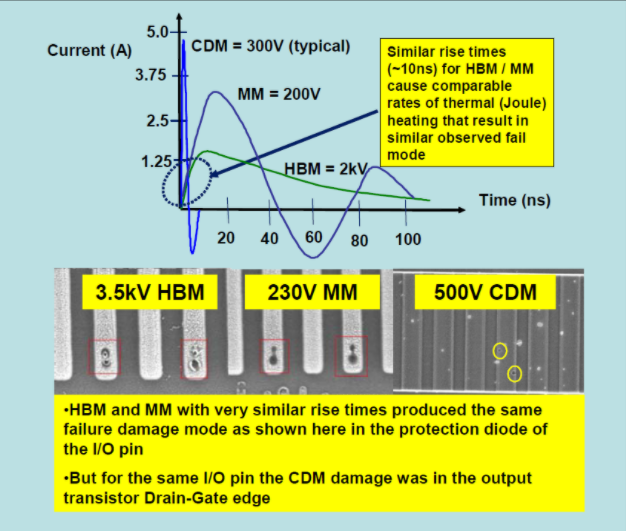 5.0
Current (A)
CDM = 300V (typical)
3.75
MM = 200V
2.5
1.25
HBM = 2kV
Similar rise times
(~10ns) for HBM / MM
cause comparable
rates of thermal (Joule)
heating that result in
similar observed fail
mode
Time (ns)
20 40 60 80 100
3.5kV HBM 230V MM 500V CDM
•HBM and MM with very similar rise times produced the same
failure damage mode as shown here in the protection diode of
the I/O pin
•But for the same I/O pin the CDM damage was in the output
transistor Drain-Gate edge